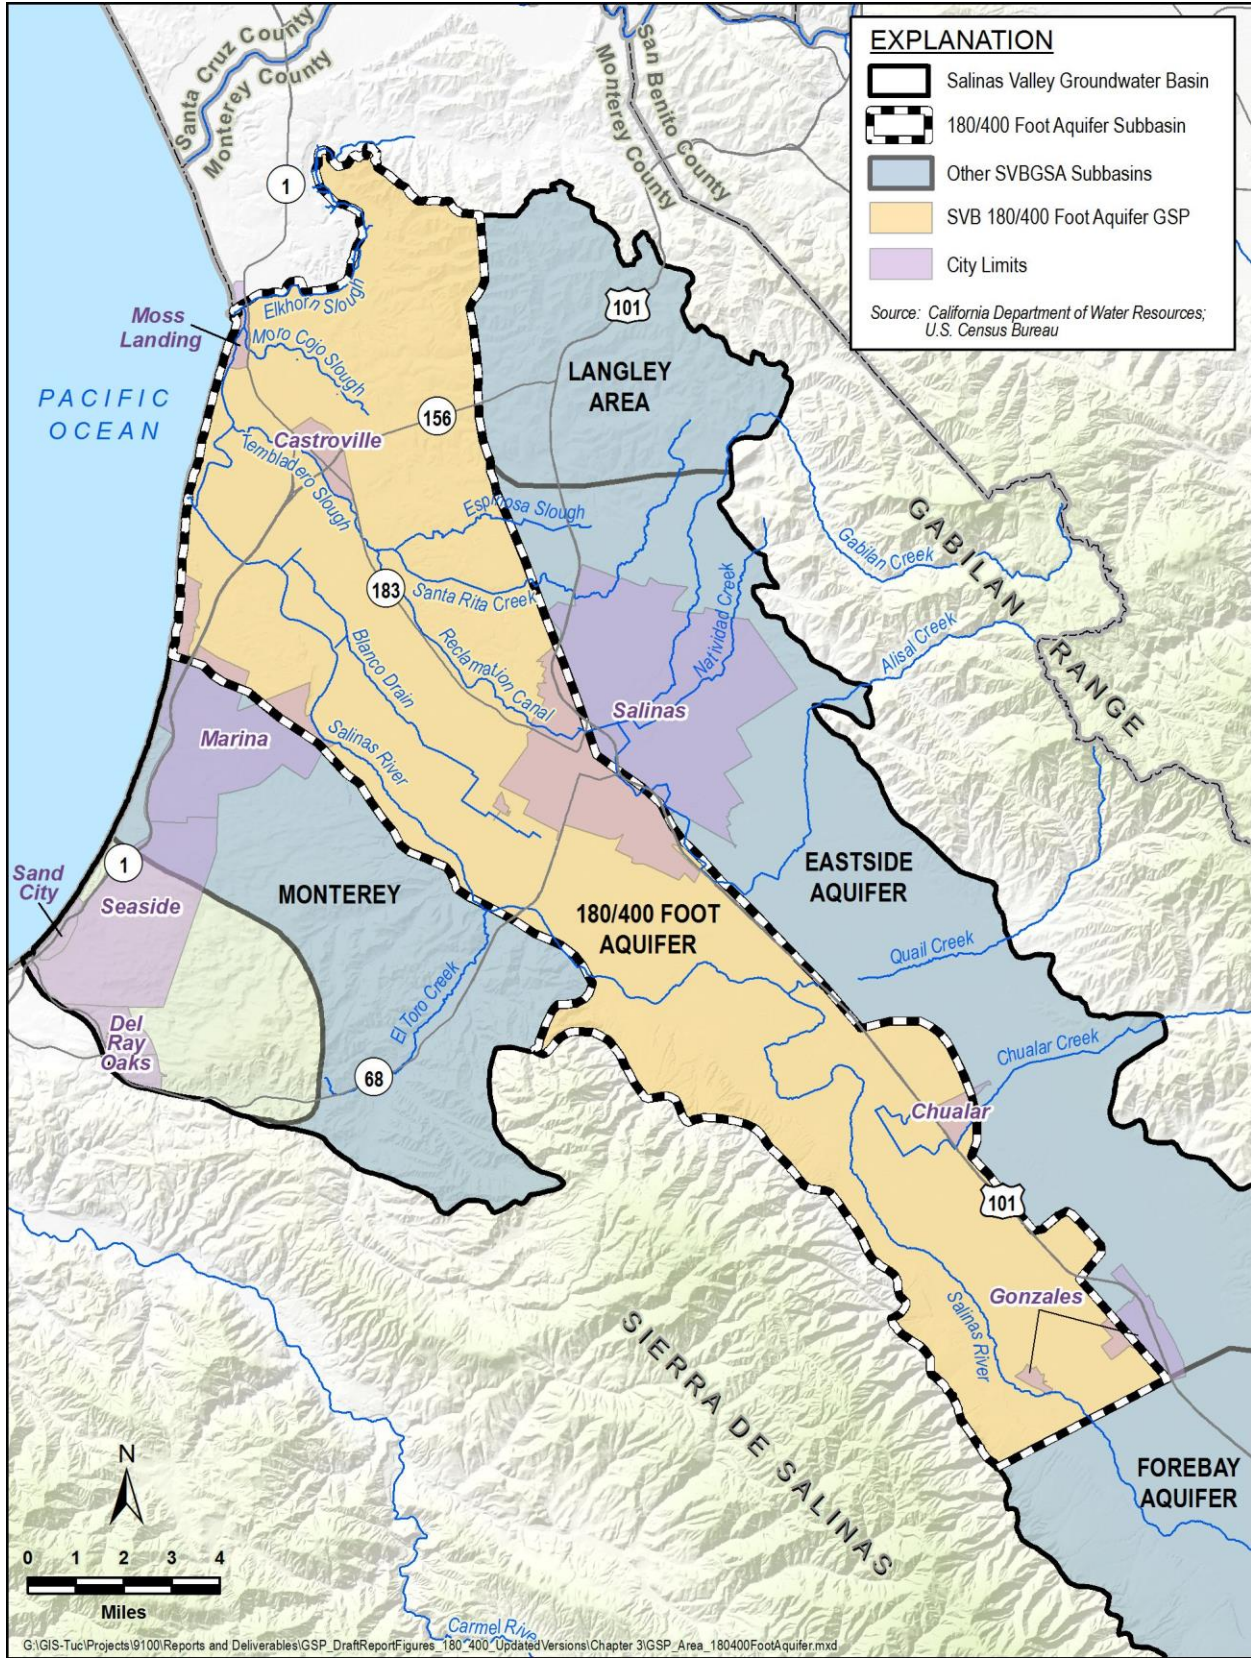 EXPLANATION
Salinas Valley Groundwater Basin
180/400 Foot Aquifer Subbasin
Other SVBGSA Subbasins
SVB 180/400 Foot Aquifer GSP
City Limits
Source: California Department of Water Resources;
U.S. Census Bureau
Santa Cruz County
Monterey County
San Benito County
Monterey County
1
101
Elkhorn Slough
Moss
Landing
Moro Cojo Slough
LANGLEY
AREA
PACIFIC
OCEAN
156
Castroville
Tembladero Slough
Espinosa Slough
GABILAN
RANGE
Gabilan Creek
183
Santa Rita Creek
Natividad Creek
Alisal Creek
Blanco Drain
Reclamation Canal
Salinas
Marina
Salinas River
1
Sand
City
Seaside
MONTEREY
EASTSIDE
AQUIFER
180/400 FOOT
AQUIFER
Quail Creek
El Toro Creek
Del
Ray
Oaks
68
Chualar Creek
Chualar
101
Gonzales
Salinas River
SIERRA DE SALINAS
FOREBAY
AQUIFER
N
0 1 2 3 4
Miles
Carmel River
G:\GIS-Tuc\Projects\9100\Reports and Deliverables\GSP_DraftReportFigures_180_400_UpdatedVersions\Chapter 3\GSP_Area_180400FootAquifer.mxd